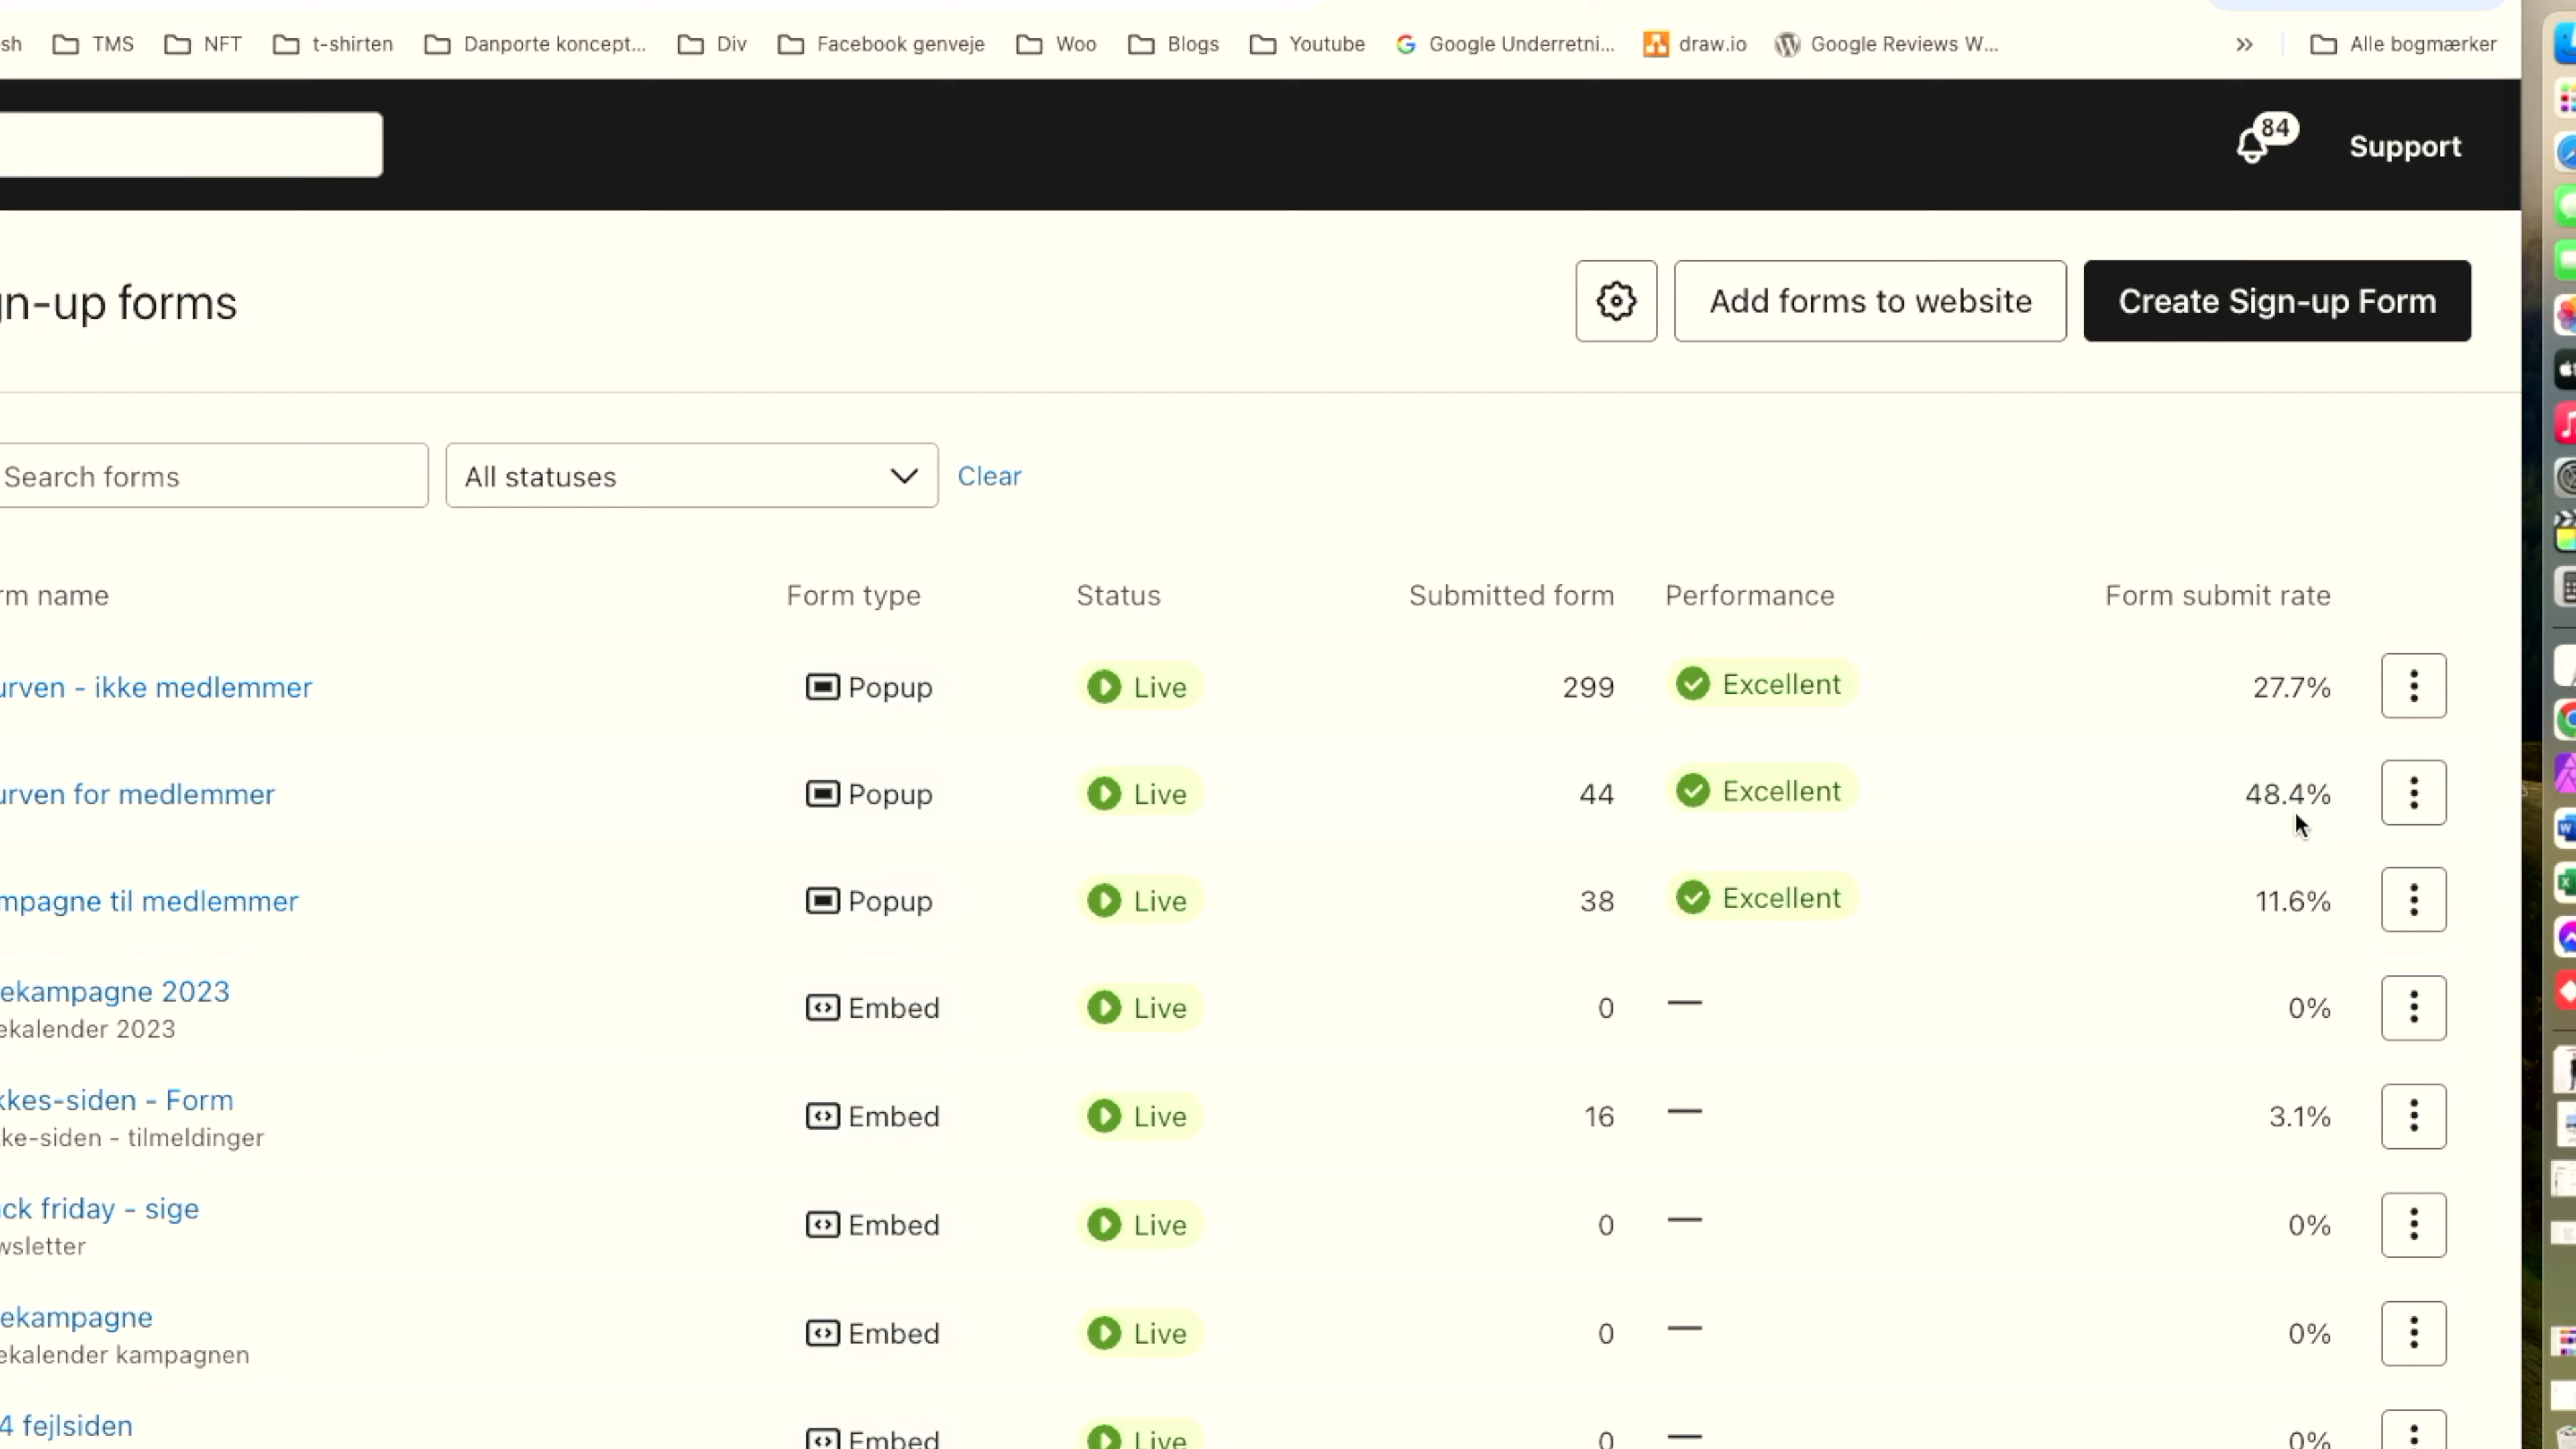 sh TMS NFT t-shirten Danporte koncept... Div Facebook genveje Woo Blogs Youtube Google Underretni... draw.io Google Reviews W... » Alle bogmærker
84 Support
gn-up forms Add forms to website Create Sign-up Form
Search forms All statuses Clear
rm name Form type Status Submitted form Performance Form submit rate
urven - ikke medlemmer Popup Live 299 Excellent 27.7%
urven for medlemmer Popup Live 44 Excellent 48.4%
mpagne til medlemmer Popup Live 38 Excellent 11.6%
ekampagne 2023 Embed Live 0 — 0%
ekalender 2023
kkes-siden - Form Embed Live 16 — 3.1%
ke-siden - tilmeldinger
ck friday - sige Embed Live 0 — 0%
wsletter
ekampagne Embed Live 0 — 0%
ekalender kampagnen
4 fejlsiden Embed Live 0 — 0%